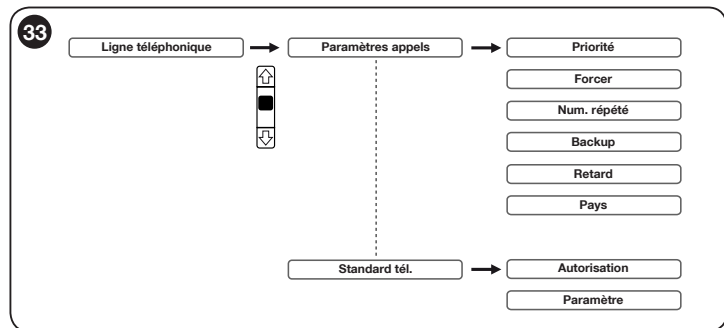 33
Ligne téléphonique
Paramètres appels
Priorité
Forcer
Num. répété
Backup
Retard
Pays
Standard tél.
Autorisation
Paramètre